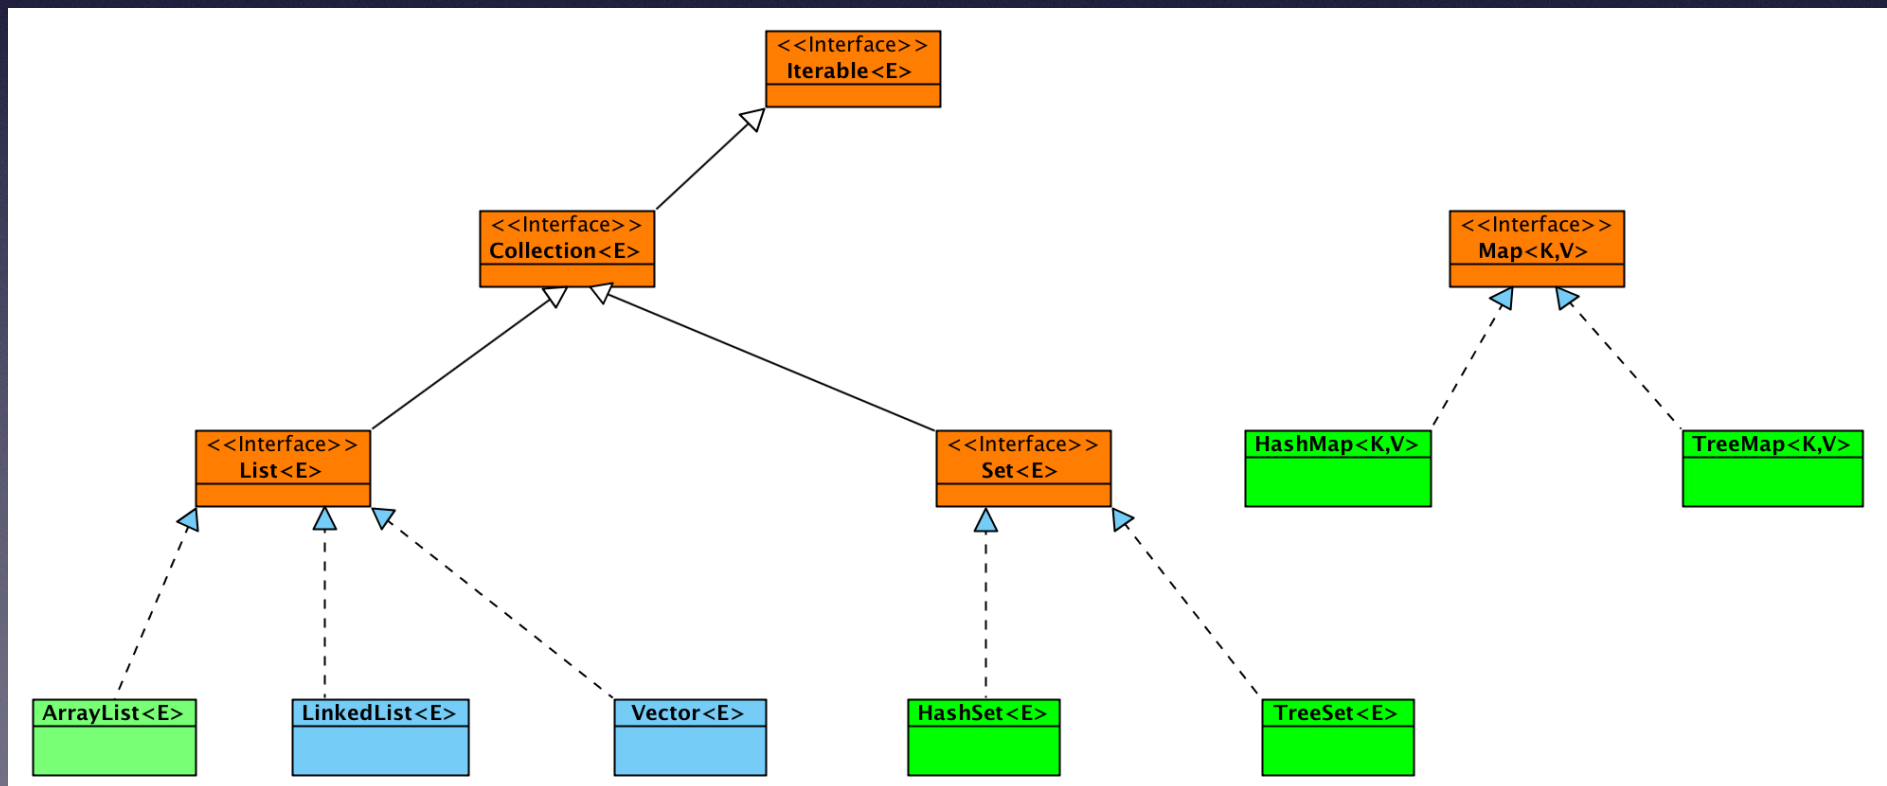 <<Interface>>
Iterable<E>
<<Interface>>
Collection<E>
<<Interface>>
Map<K,V>
<<Interface>>
List<E>
<<Interface>>
Set<E>
HashMap<K,V>
TreeMap<K,V>
ArrayList<E>
LinkedList<E>
Vector<E>
HashSet<E>
TreeSet<E>